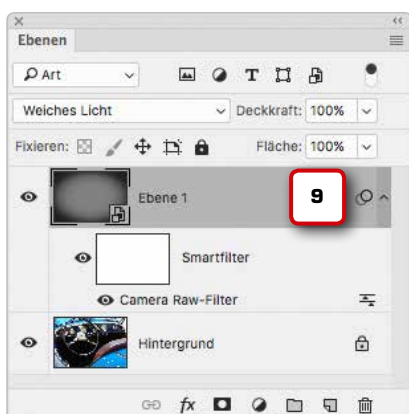 Ebenen
Art
T
Weiches Licht Deckkraft: 100%
Fixieren: Fläche: 100%
Ebene 1 9
Smartfilter
Camera Raw-Filter
Hintergrund
fx